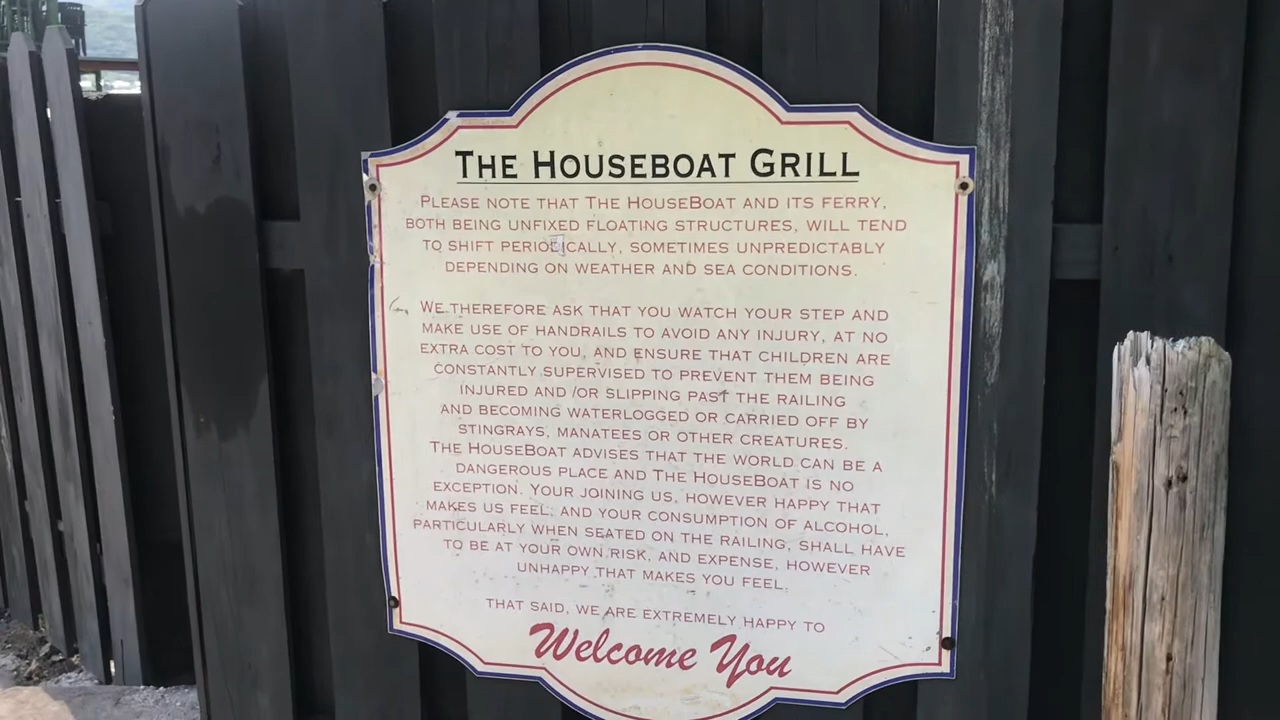 THE HOUSEBOAT GRILL
PLEASE NOTE THAT THE HOUSEBOAT AND ITS FERRY,
BOTH BEING UNFIXED FLOATING STRUCTURES, WILL TEND
TO SHIFT PERIODICALLY, SOMETIMES UNPREDICTABLY
DEPENDING ON WEATHER AND SEA CONDITIONS.
WE THEREFORE ASK THAT YOU WATCH YOUR STEP AND
MAKE USE OF HANDRAILS TO AVOID ANY INJURY, AT NO
EXTRA COST TO YOU, AND ENSURE THAT CHILDREN ARE
CONSTANTLY SUPERVISED TO PREVENT THEM BEING
INJURED AND /OR SLIPPING PAST THE RAILING
AND BECOMING WATERLOGGED OR CARRIED OFF BY
STINGRAYS, MANATEES OR OTHER CREATURES.
THE HOUSEBOAT ADVISES THAT THE WORLD CAN BE A
DANGEROUS PLACE AND THE HOUSEBOAT IS NO
EXCEPTION. YOUR JOINING US, HOWEVER HAPPY THAT
MAKES US FEEL, AND YOUR CONSUMPTION OF ALCOHOL,
PARTICULARLY WHEN SEATED ON THE RAILING, SHALL HAVE
TO BE AT YOUR OWN RISK, AND EXPENSE, HOWEVER
UNHAPPY THAT MAKES YOU FEEL.
THAT SAID, WE ARE EXTREMELY HAPPY TO
Welcome You